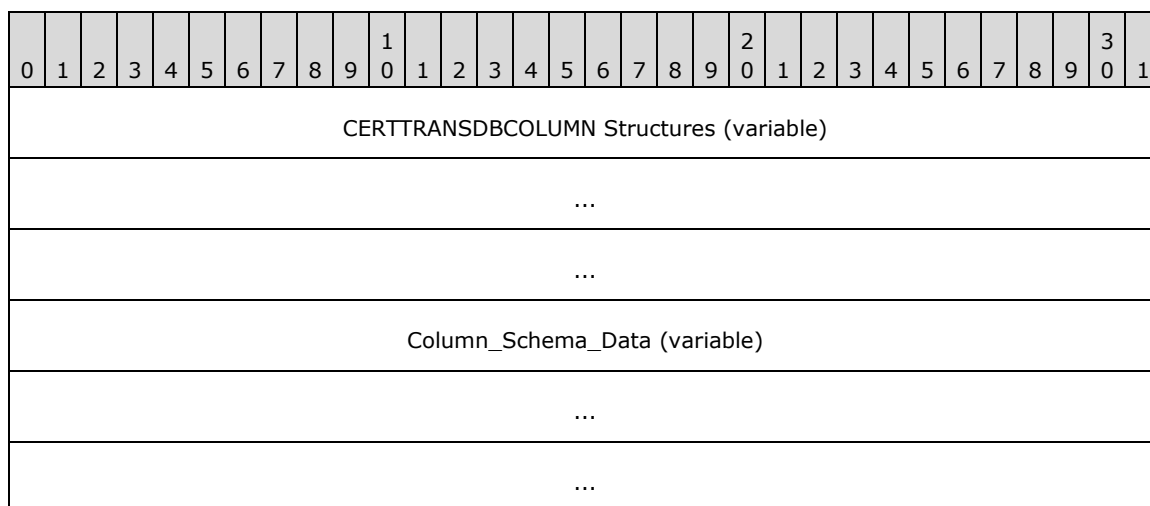 1 2 3
0 1 2 3 4 5 6 7 8 9 0 1 2 3 4 5 6 7 8 9 0 1 2 3 4 5 6 7 8 9 0 1
CERTTRANSDBCOLUMN Structures (variable)
...
...
Column_Schema_Data (variable)
...
...